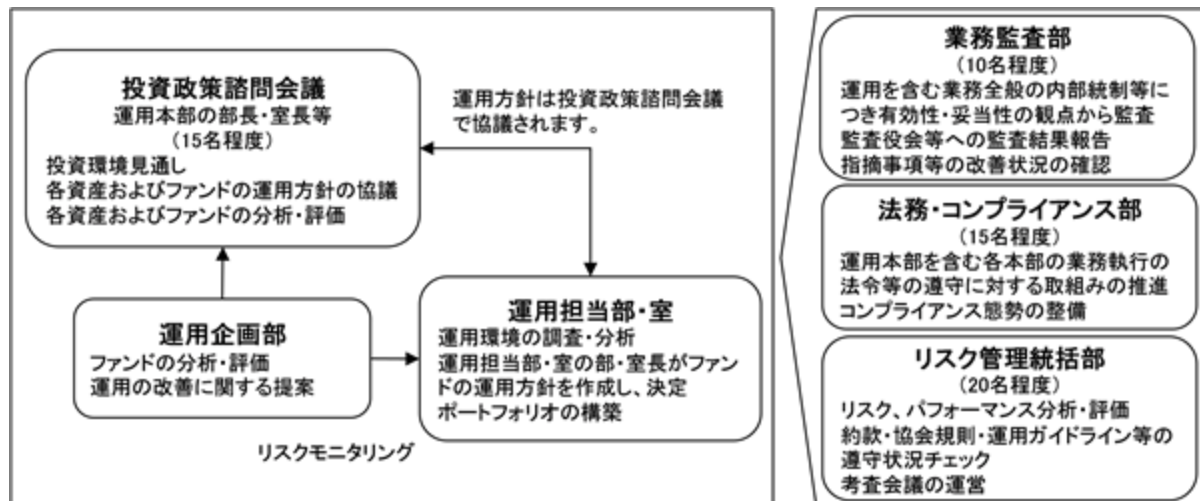 投資政策諮問会議
運用本部の部長・室長等
(15名程度)
投資環境見通し
各資産およびファンドの運用方針の協議
各資産およびファンドの分析・評価
運用方針は投資政策諮問会議
で協議されます。
運用企画部
ファンドの分析・評価
運用の改善に関する提案
運用担当部・室
運用環境の調査・分析
運用担当部・室の部・室長がファン
ドの運用方針を作成し、決定
ポートフォリオの構築
リスクモニタリング
業務監査部
(10名程度)
運用を含む業務全般の内部統制等に
つき有効性・妥当性の観点から監査
監査役会等への監査結果報告
指摘事項等の改善状況の確認
法務・コンプライアンス部
(15名程度)
運用本部を含む各本部の業務執行の
法令等の遵守に対する取組みの推進
コンプライアンス態勢の整備
リスク管理統括部
(20名程度)
リスク、パフォーマンス分析・評価
約款・協会規則・運用ガイドライン等の
遵守状況チェック
考査会議の運営